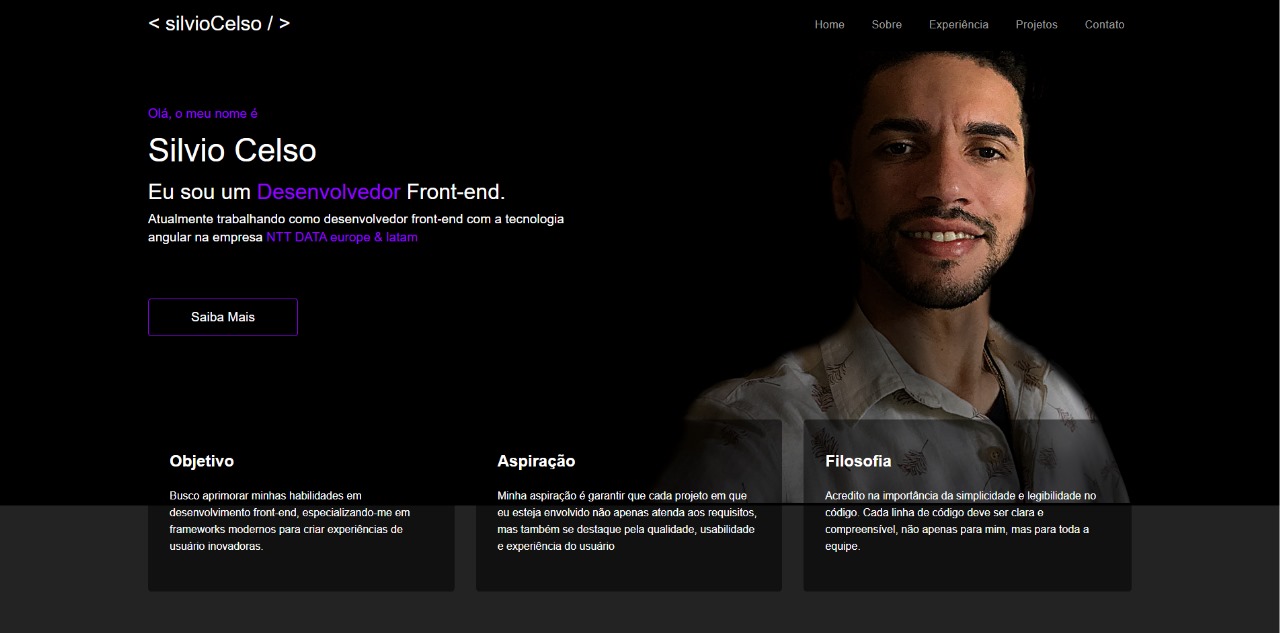 < silvioCelso / >
Home Sobre Experiência Projetos Contato
Olá, o meu nome é
Silvio Celso
Eu sou um Desenvolvedor Front-end.
Atualmente trabalhando como desenvolvedor front-end com a tecnologia
angular na empresa NTT DATA europe & latam
Saiba Mais
Objetivo
Busco aprimorar minhas habilidades em
desenvolvimento front-end, especializando-me em
frameworks modernos para criar experiências de
usuário inovadoras.
Aspiração
Minha aspiração é garantir que cada projeto em que
eu esteja envolvido não apenas atenda aos requisitos,
mas também se destaque pela qualidade, usabilidade
e experiência do usuário
Filosofia
Acredito na importância da simplicidade e legibilidade no
código. Cada linha de código deve ser clara e
compreensível, não apenas para mim, mas para toda a
equipe.